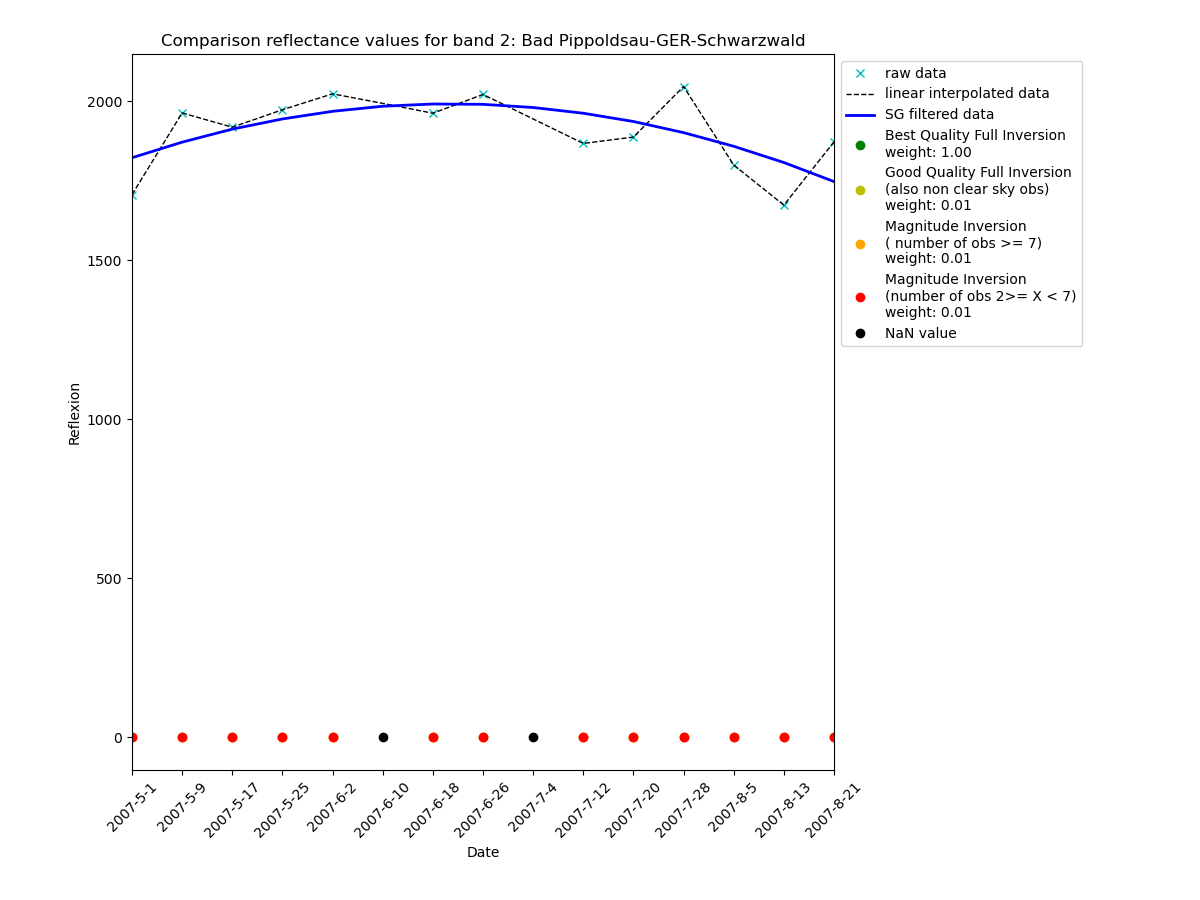 Comparison reflectance values for band 2: Bad Pippoldsau-GER-Schwarzwald
raw data
linear interpolated data
SG filtered data
Best Quality Full Inversion
weight: 1.00
Good Quality Full Inversion
(also non clear sky obs)
weight: 0.01
Magnitude Inversion
( number of obs >= 7)
weight: 0.01
Magnitude Inversion
(number of obs 2>= X < 7)
weight: 0.01
NaN value
2000
1500
1000
500
0
Reflexion
2007-5-1
2007-5-9
2007-5-17
2007-5-25
2007-6-2
2007-6-10
2007-6-18
2007-6-26
2007-7-4
2007-7-12
2007-7-20
2007-7-28
2007-8-5
2007-8-13
2007-8-21
Date